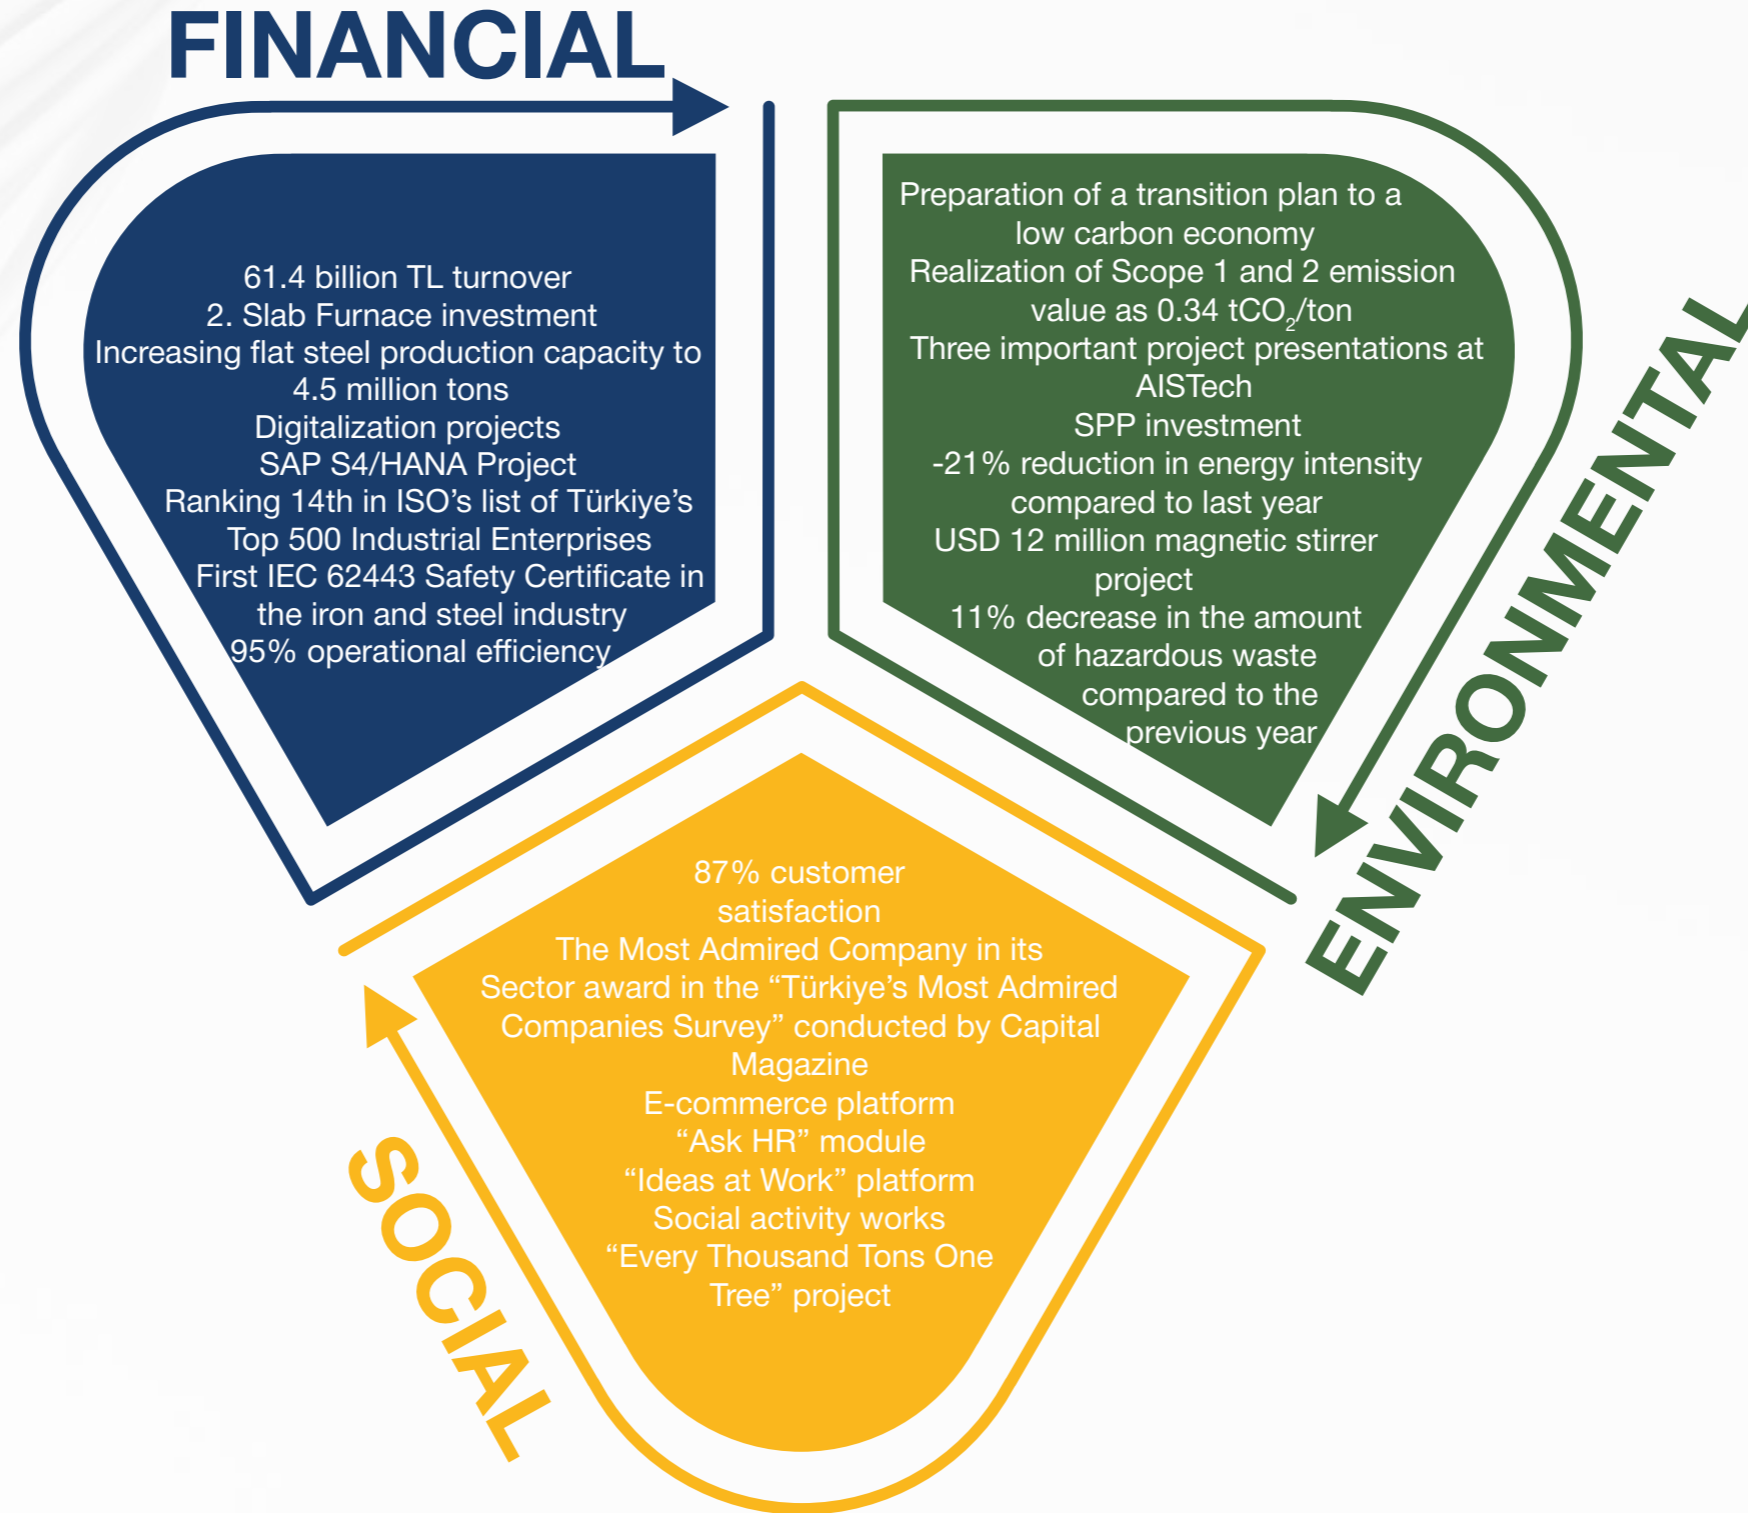 FINANCIAL
61.4 billion TL turnover
2. Slab Furnace investment
Increasing flat steel production capacity to
4.5 million tons
Digitalization projects
SAP S4/HANA Project
Ranking 14th in ISO’s list of Türkiye’s
Top 500 Industrial Enterprises
First IEC 62443 Safety Certificate in
the iron and steel industry
95% operational efficiency
ENVIRONMENTAL
Preparation of a transition plan to a
low carbon economy
Realization of Scope 1 and 2 emission
value as 0.34 tCO₂/ton
Three important project presentations at
AISTech
SPP investment
-21% reduction in energy intensity
compared to last year
USD 12 million magnetic stirrer
project
11% decrease in the amount
of hazardous waste
compared to the
previous year
SOCIAL
87% customer
satisfaction
The Most Admired Company in its
Sector award in the “Türkiye’s Most Admired
Companies Survey” conducted by Capital
Magazine
E-commerce platform
“Ask HR” module
“Ideas at Work” platform
Social activity works
“Every Thousand Tons One
Tree” project